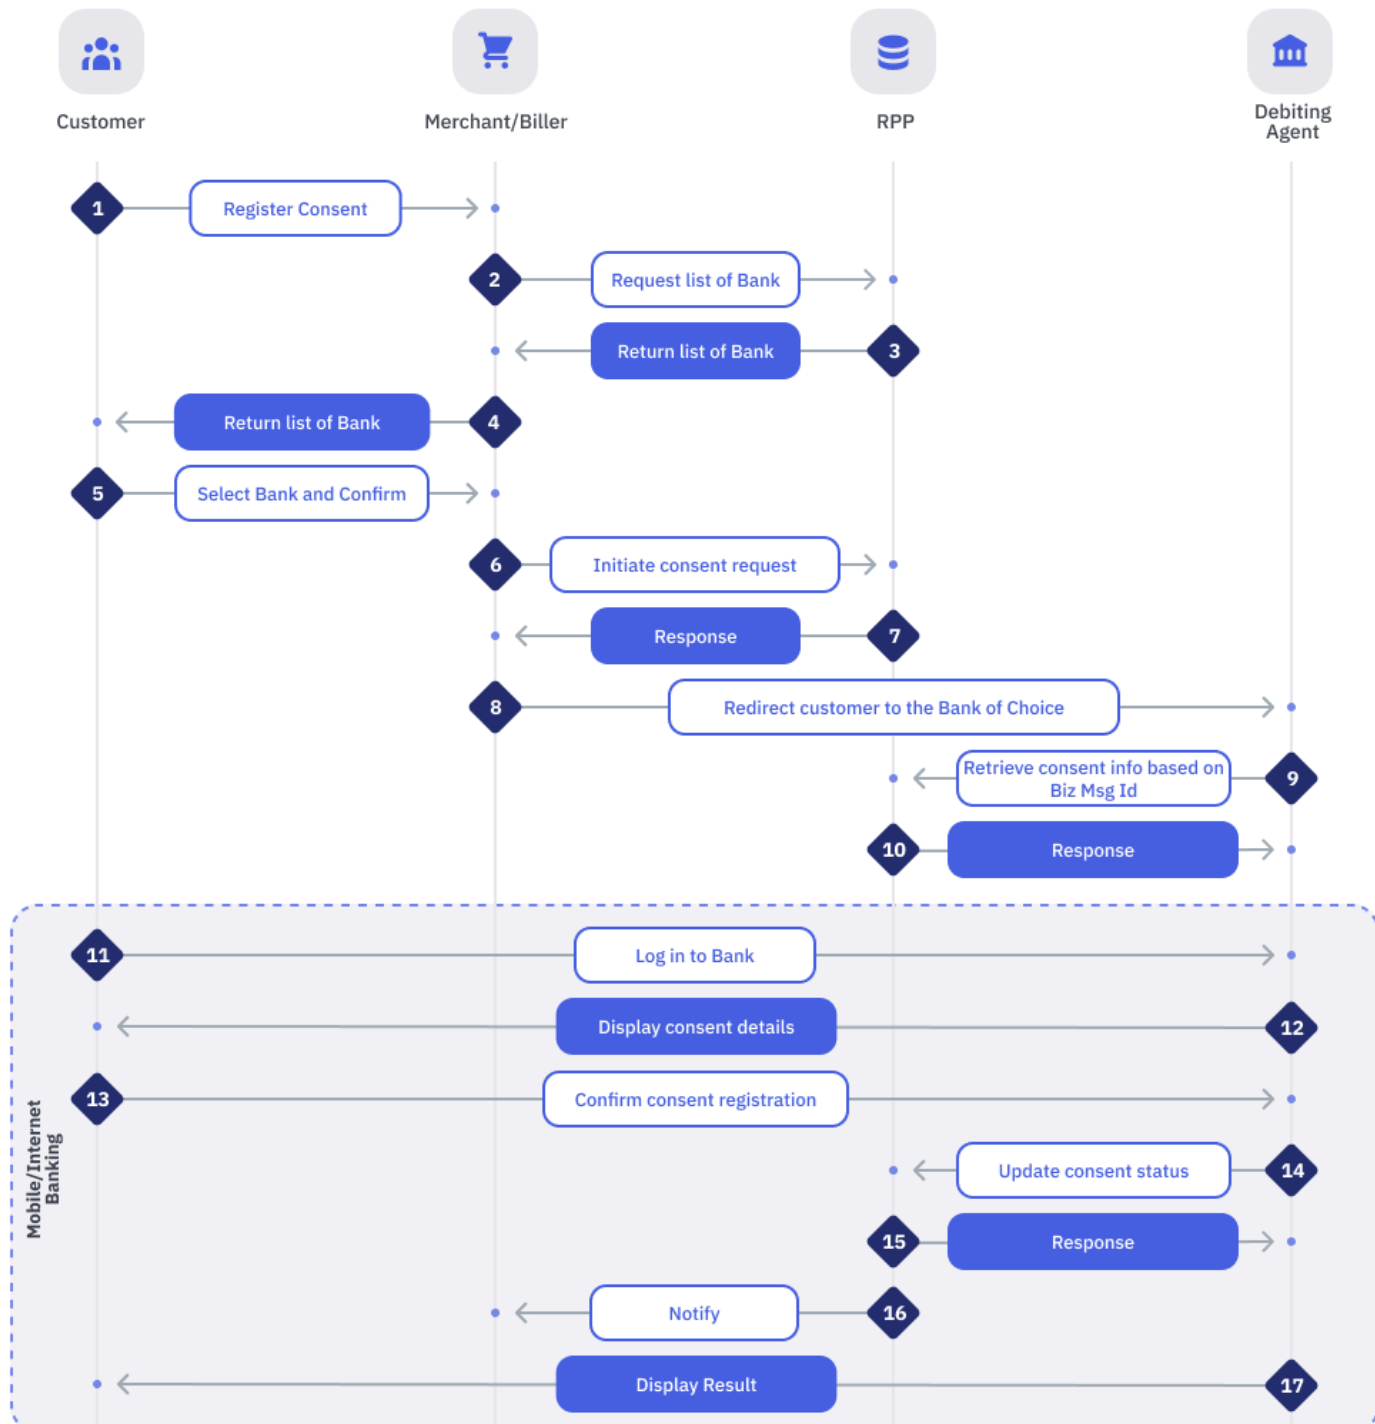 Customer
Merchant/Biller
RPP
Debiting
Agent
1
Register Consent
2
Request list of Bank
Return list of Bank
3
Return list of Bank
4
5
Select Bank and Confirm
6
Initiate consent request
Response
7
8
Redirect customer to the Bank of Choice
Retrieve consent info based on
Biz Msg Id
9
10
Response
Mobile/Internet
Banking
11
Log in to Bank
Display consent details
12
13
Confirm consent registration
Update consent status
14
15
Response
Notify
16
Display Result
17